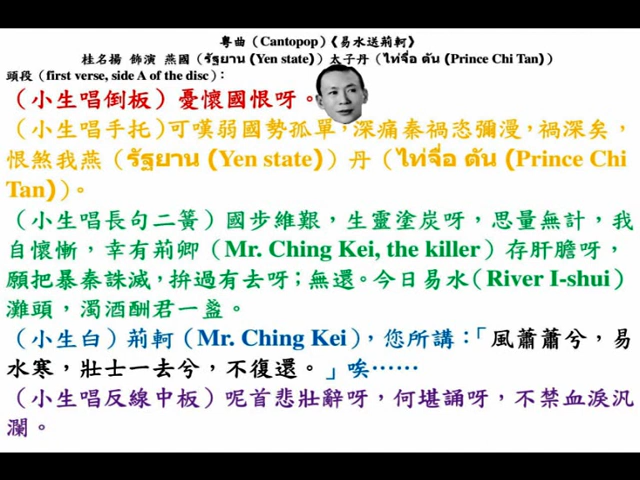 粵曲（Cantopop）《易水送荊軻》
桂名揚 飾演 燕國（รัฐยาน (Yen state)）太子丹（ไท่จื่อ ตัน (Prince Chi Tan)）
頭段（first verse, side A of the disc）：
（小生唱倒板）憂懷國恨呀。
（小生唱手托）可嘆弱國勢孤單，深痛秦禍恣彌漫，禍深矣，
恨煞我燕（รัฐยาน (Yen state)）丹（ไท่จื่อ ตัน (Prince Chi
Tan)）。
（小生唱長句二簧）國步維艱，生靈塗炭呀，思量無計，我
自懷慚，幸有荊卿（Mr. Ching Kei, the killer）存肝膽呀，
願把暴秦誅滅，拚過有去呀；無還。今日易水（River I-shui）
灘頭，濁酒酬君一盞。
（小生白）荊軻（Mr. Ching Kei），您所講：「風蕭蕭兮，易
水寒，壯士一去兮，不復還。」唉⋯⋯
（小生唱反線中板）呢首悲壯辭呀，何堪誦呀，不禁血淚汎
瀾。